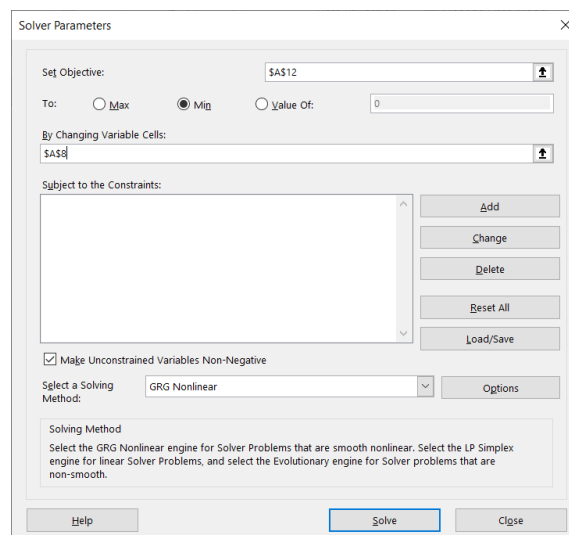 Solver Parameters
Set Objective: $A$12
To: Max Min Value Of: 0
By Changing Variable Cells:
$A$8
Subject to the Constraints:
Add
Change
Delete
Reset All
Load/Save
Make Unconstrained Variables Non-Negative
Select a Solving Method: GRG Nonlinear Options
Solving Method
Select the GRG Nonlinear engine for Solver Problems that are smooth nonlinear. Select the LP Simplex
engine for linear Solver Problems, and select the Evolutionary engine for Solver problems that are
non-smooth.
Help Solve Close